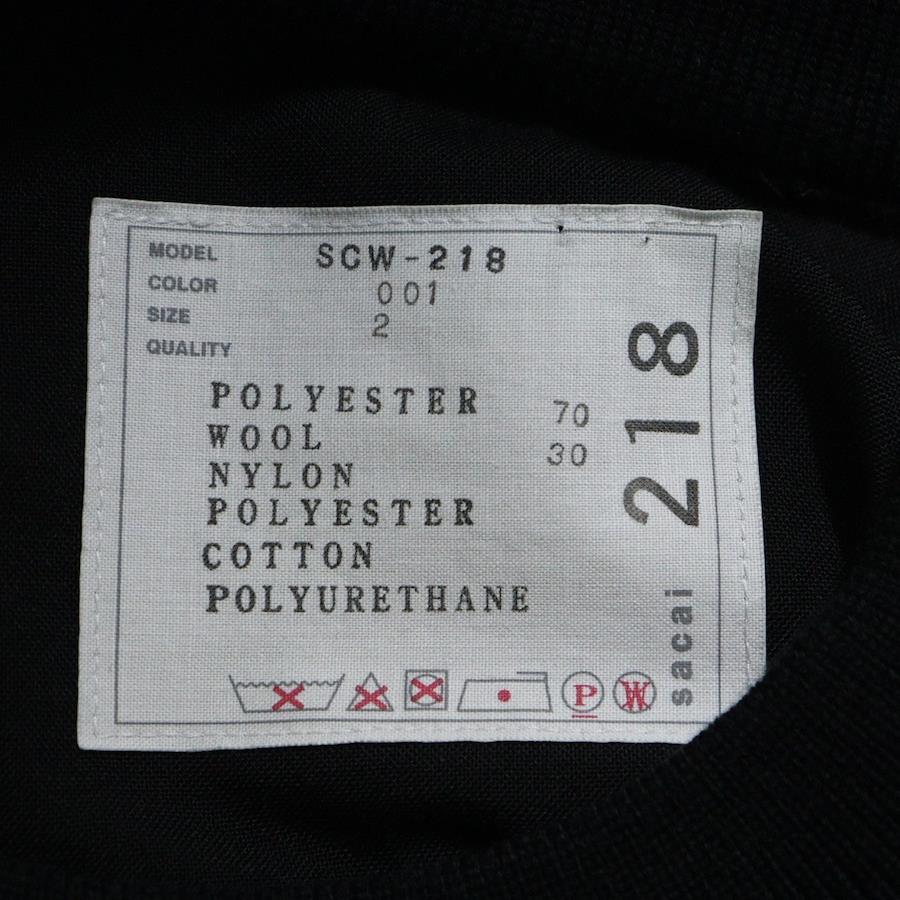 MODEL SCW-218
COLOR 001
SIZE 2
QUALITY
POLYESTER 70
WOOL 30
NYLON
POLYESTER
COTTON
POLYURETHANE
P W
sacai 218